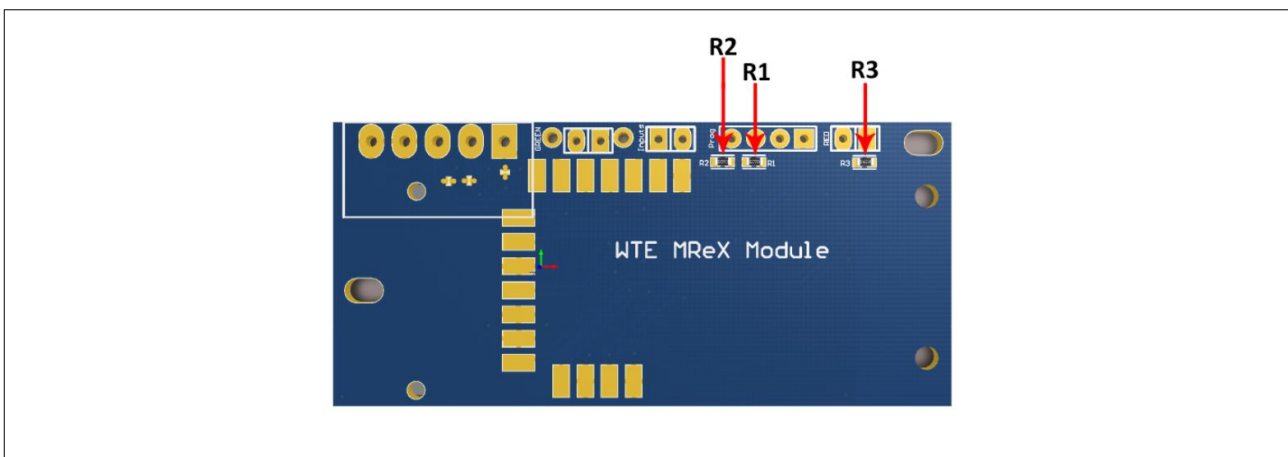 R2
R1
R3
GREEN
Inputs
Prog
RED
R2
R1
R3
WTE MReX Module